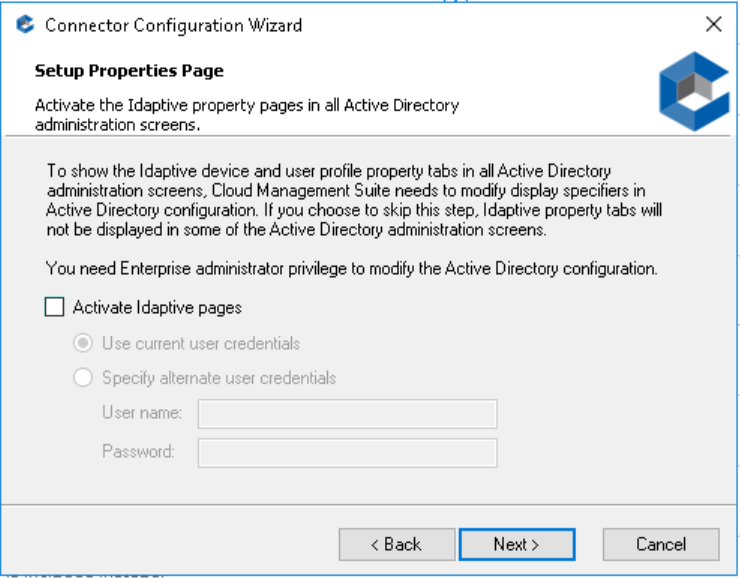 Connector Configuration Wizard
Setup Properties Page
Activate the Idaptive property pages in all Active Directory
administration screens.
To show the Idaptive device and user profile property tabs in all Active Directory
administration screens, Cloud Management Suite needs to modify display specifiers in
Active Directory configuration. If you choose to skip this step, Idaptive property tabs will
not be displayed in some of the Active Directory administration screens.
You need Enterprise administrator privilege to modify the Active Directory configuration.
Activate Idaptive pages
Use current user credentials
Specify alternate user credentials
User name:
Password:
< Back Next > Cancel